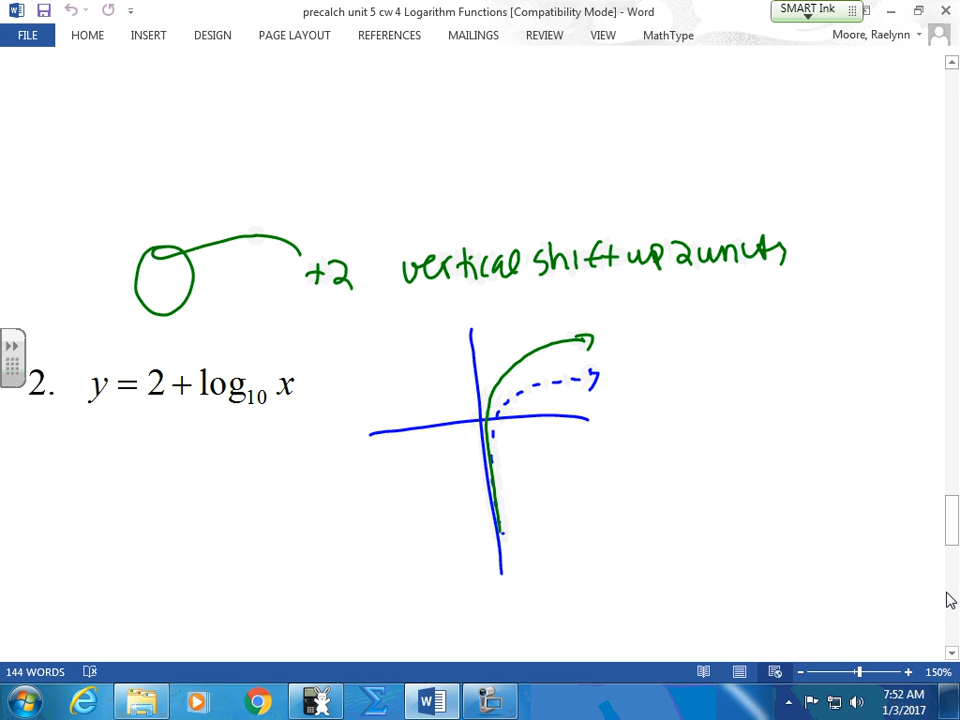 precalch unit 5 cw 4 Logarithm Functions [Compatibility Mode] - Word
SMART Ink
FILE HOME INSERT DESIGN PAGE LAYOUT REFERENCES MAILINGS REVIEW VIEW MathType Moore, Raelynn
+2 vertical shift up 2 units
2. y = 2 + log₁₀ x
144 WORDS 150%
7:52 AM
1/3/2017